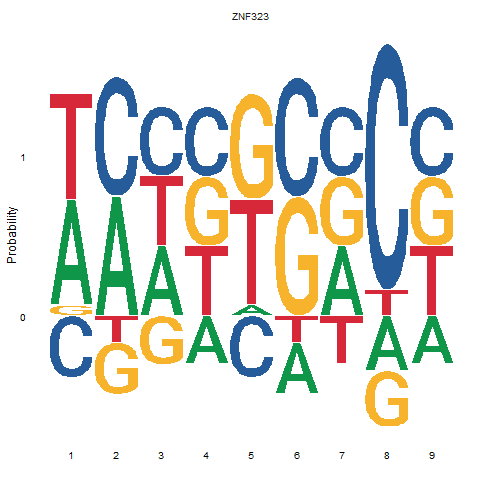 ZNF323
Probability
1
0
T C C C G C C C C
A A T G T G G T G
G A T A A T
C T G A C T T A A
G A G
1 2 3 4 5 6 7 8 9